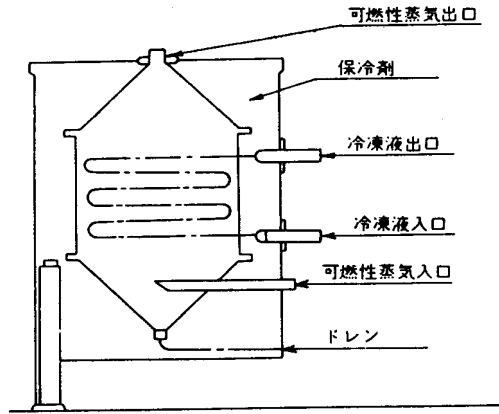 可燃性蒸気出口
保冷剤
冷凍液出口
冷凍液入口
可燃性蒸気入口
ドレン